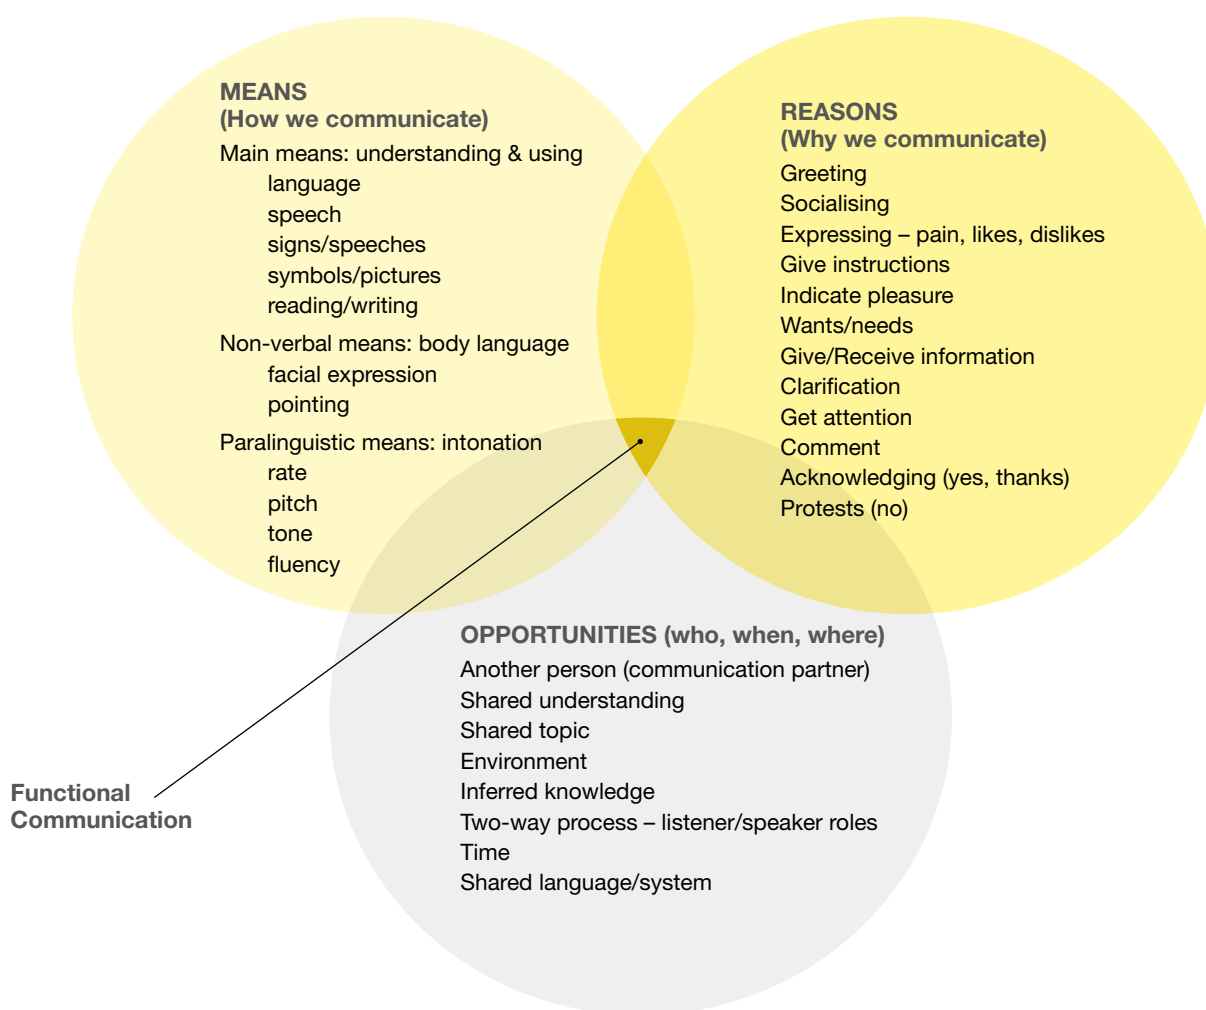 MEANS
(How we communicate)
Main means: understanding & using
language
speech
signs/speeches
symbols/pictures
reading/writing
Non-verbal means: body language
facial expression
pointing
Paralinguistic means: intonation
rate
pitch
tone
fluency
REASONS
(Why we communicate)
Greeting
Socialising
Expressing – pain, likes, dislikes
Give instructions
Indicate pleasure
Wants/needs
Give/Receive information
Clarification
Get attention
Comment
Acknowledging (yes, thanks)
Protests (no)
OPPORTUNITIES (who, when, where)
Another person (communication partner)
Shared understanding
Shared topic
Environment
Inferred knowledge
Two-way process – listener/speaker roles
Time
Shared language/system
Functional
Communication